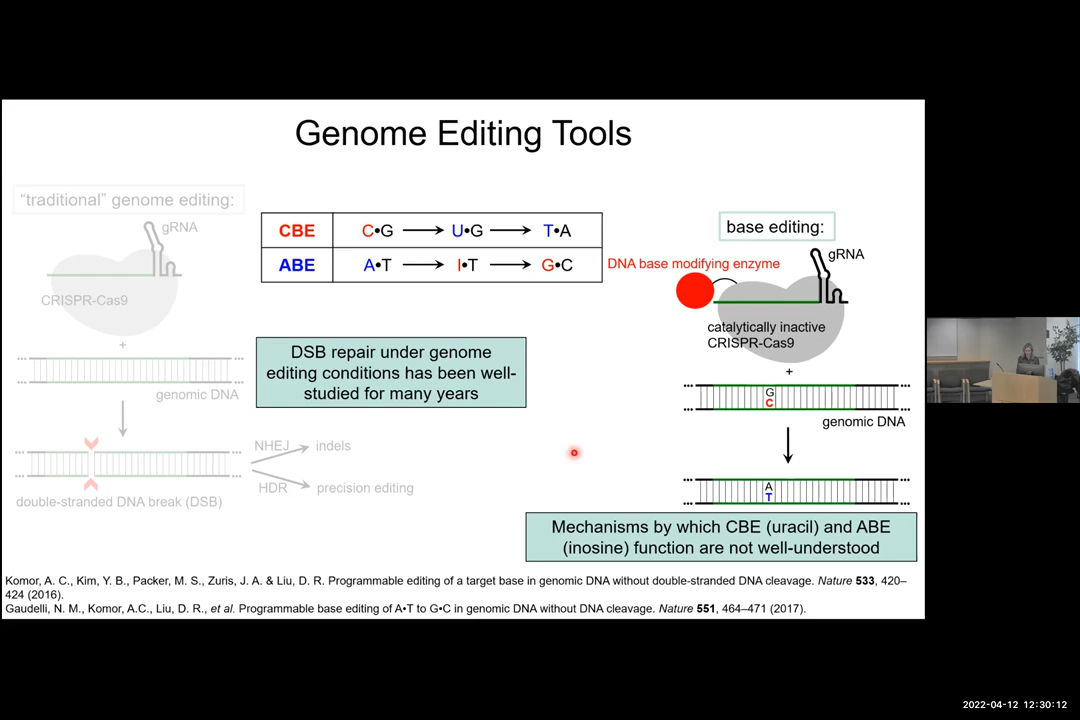 Genome Editing Tools
“traditional” genome editing:
gRNA
CRISPR-Cas9
+
genomic DNA
double-stranded DNA break (DSB)
NHEJ
indels
HDR
precision editing
CBE C•G U•G T•A
ABE A•T I•T G•C
DSB repair under genome
editing conditions has been well-
studied for many years
base editing:
gRNA
DNA base modifying enzyme
catalytically inactive
CRISPR-Cas9
+
G
C
genomic DNA
A
T
Mechanisms by which CBE (uracil) and ABE
(inosine) function are not well-understood
Komor, A. C., Kim, Y. B., Packer, M. S., Zuris, J. A. & Liu, D. R. Programmable editing of a target base in genomic DNA without double-stranded DNA cleavage. Nature 533, 420–
424 (2016).
Gaudelli, N. M., Komor, A.C., Liu, D. R., et al. Programmable base editing of A•T to G•C in genomic DNA without DNA cleavage. Nature 551, 464–471 (2017).
2022-04-12 12:30:12